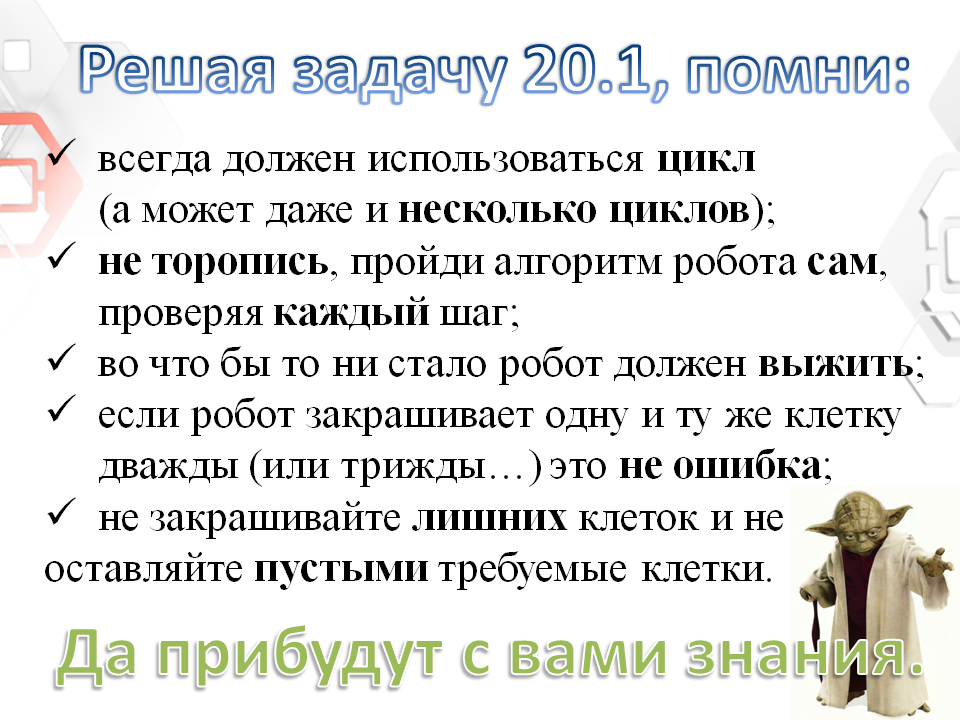 Решая задачу 20.1, помни:
✓ всегда должен использоваться цикл
(а может даже и несколько циклов);
✓ не торопись, пройди алгоритм робота сам,
проверяя каждый шаг;
✓ во что бы то ни стало робот должен выжить;
✓ если робот закрашивает одну и ту же клетку
дважды (или трижды…) это не ошибка;
✓ не закрашивайте лишних клеток и не
оставляйте пустыми требуемые клетки.
Да прибудут с вами знания.